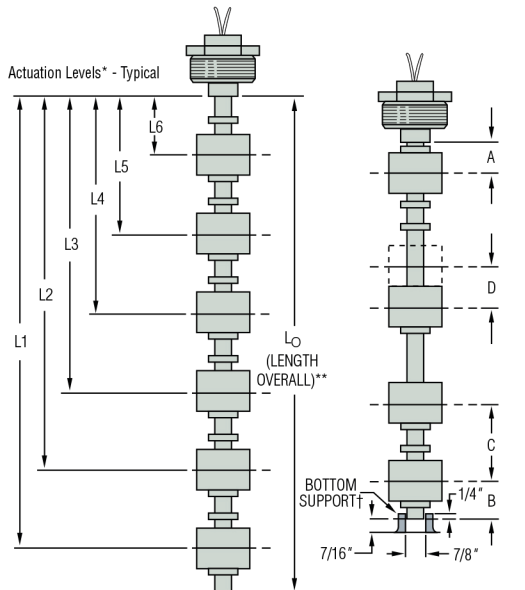 Actuation Levels* - Typical
L6
L5
L4
L3
L2
L1
LO
(LENGTH
OVERALL)**
A
D
C
B
BOTTOM
SUPPORT†
1/4"
7/16"
7/8"